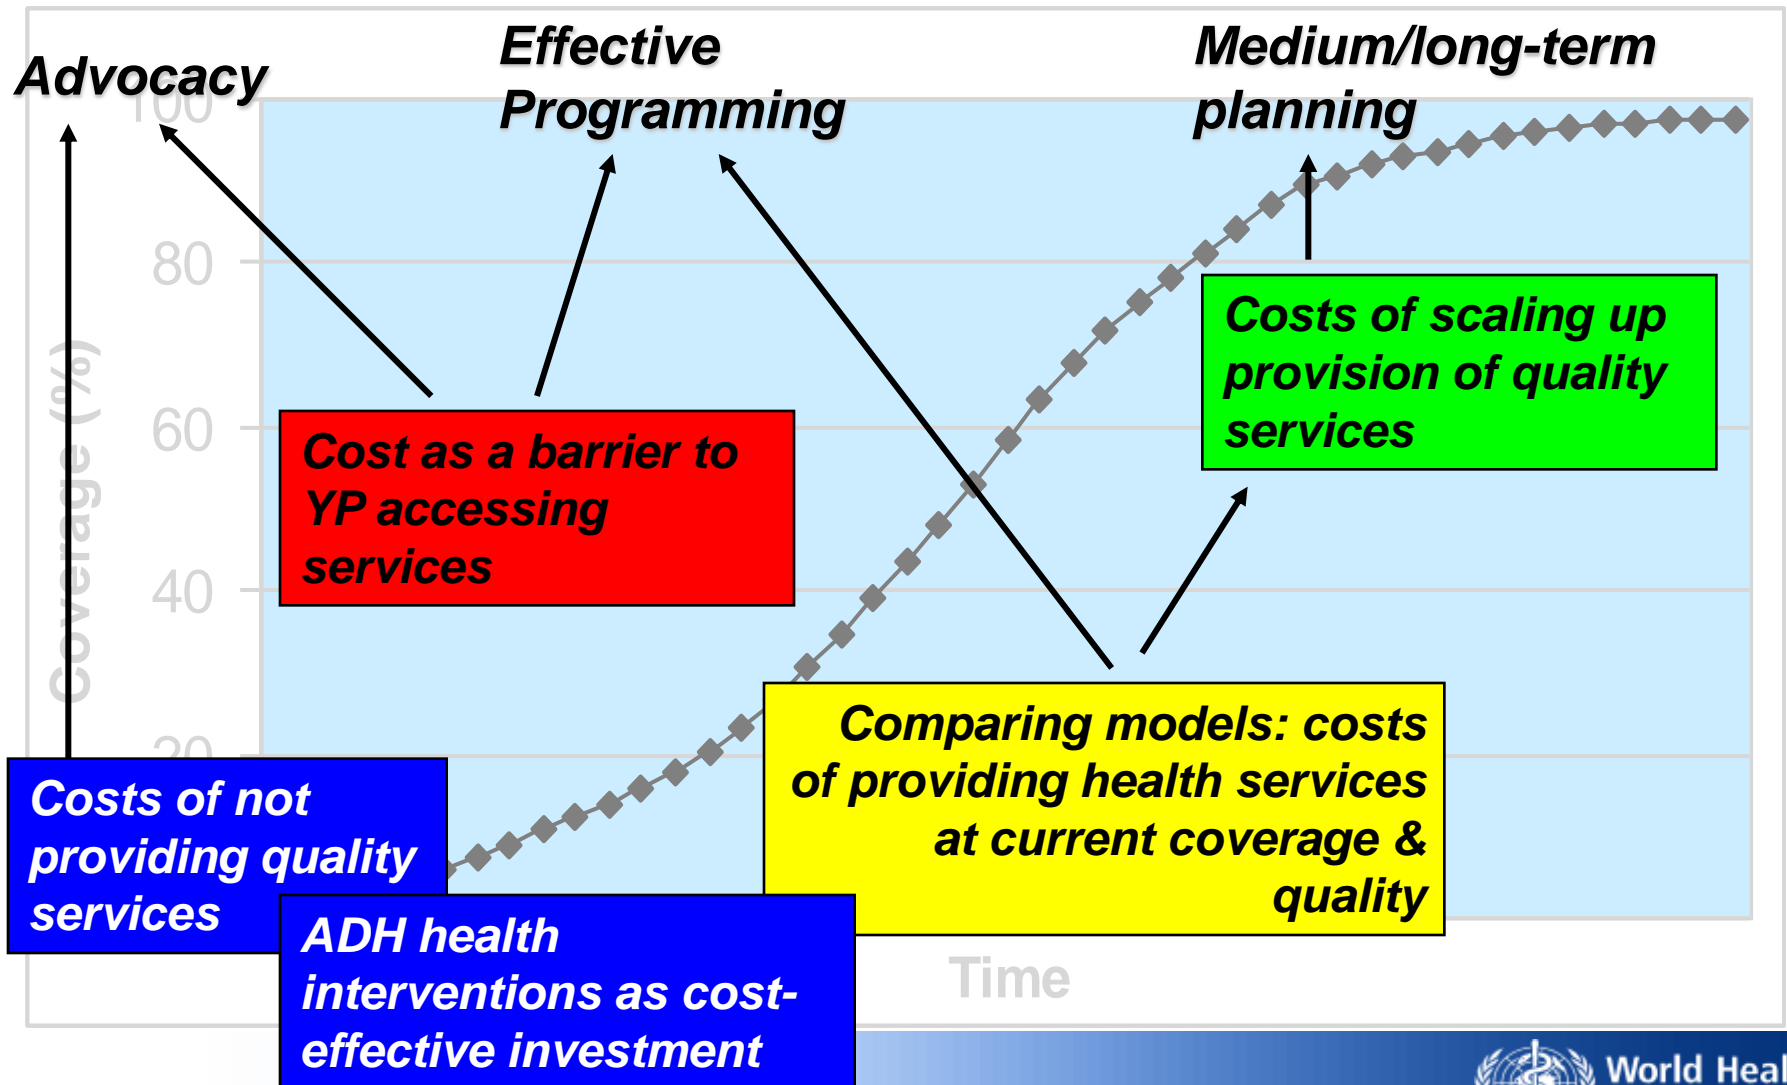 Advocacy
Effective
Programming
Medium/long-term
planning
100
80
60
40
20
Coverage (%)
Costs of scaling up
provision of quality
services
Cost as a barrier to
YP accessing
services
Comparing models: costs
of providing health services
at current coverage &
quality
Costs of not
providing quality
services
ADH health
interventions as cost-
effective investment
Time
World Heal